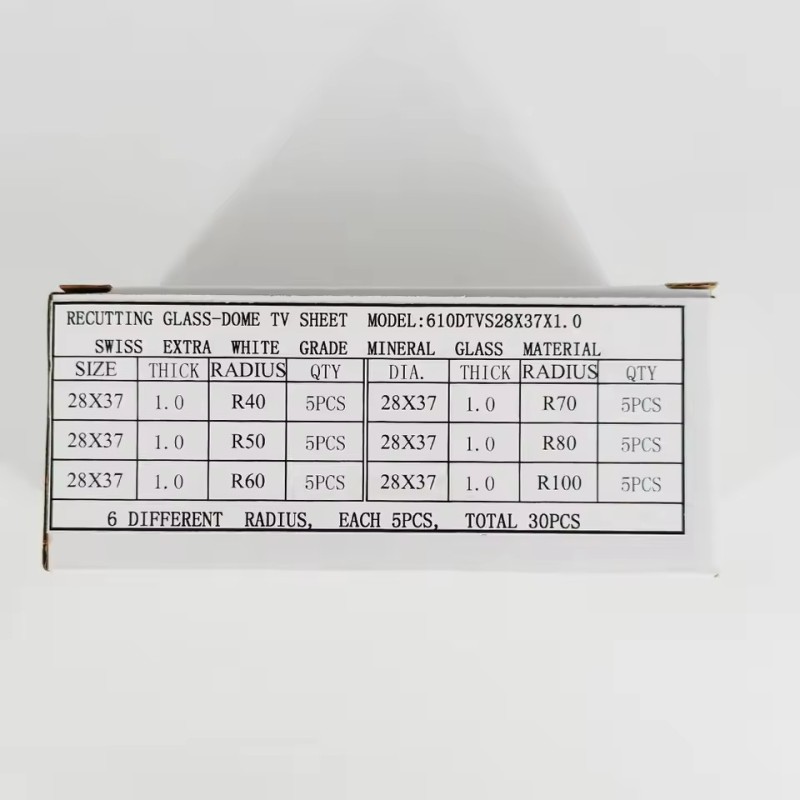 RECUTTING GLASS-DOME TV SHEET MODEL:610DTVS28X37X1.0
SWISS EXTRA WHITE GRADE MINERAL GLASS MATERIAL
SIZE THICK RADIUS QTY DIA. THICK RADIUS QTY
28X37 1.0 R40 5PCS 28X37 1.0 R70 5PCS
28X37 1.0 R50 5PCS 28X37 1.0 R80 5PCS
28X37 1.0 R60 5PCS 28X37 1.0 R100 5PCS
6 DIFFERENT RADIUS, EACH 5PCS, TOTAL 30PCS